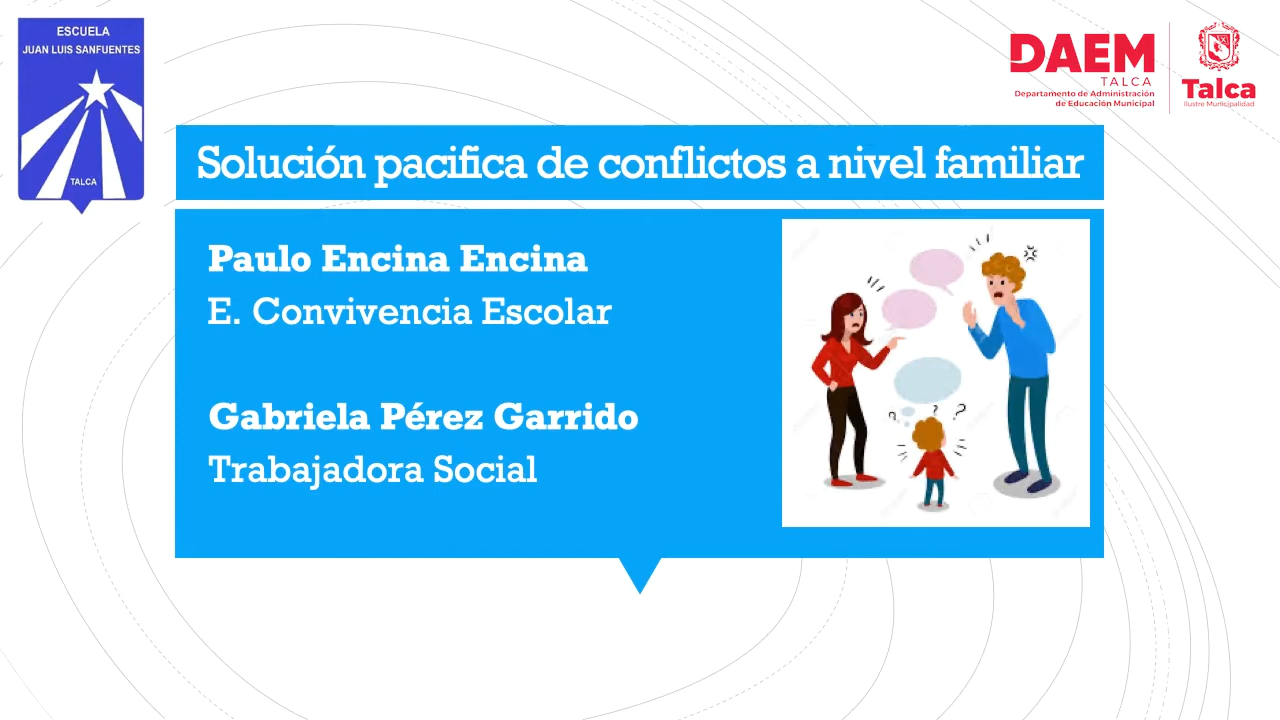 ESCUELA
JUAN LUIS SANFUENTES
TALCA
DAEM
TALCA
Departamento de Administración
de Educación Municipal
Talca
Ilustre Municipalidad
Solución pacifica de conflictos a nivel familiar
Paulo Encina Encina
E. Convivencia Escolar
Gabriela Pérez Garrido
Trabajadora Social
? ? ?